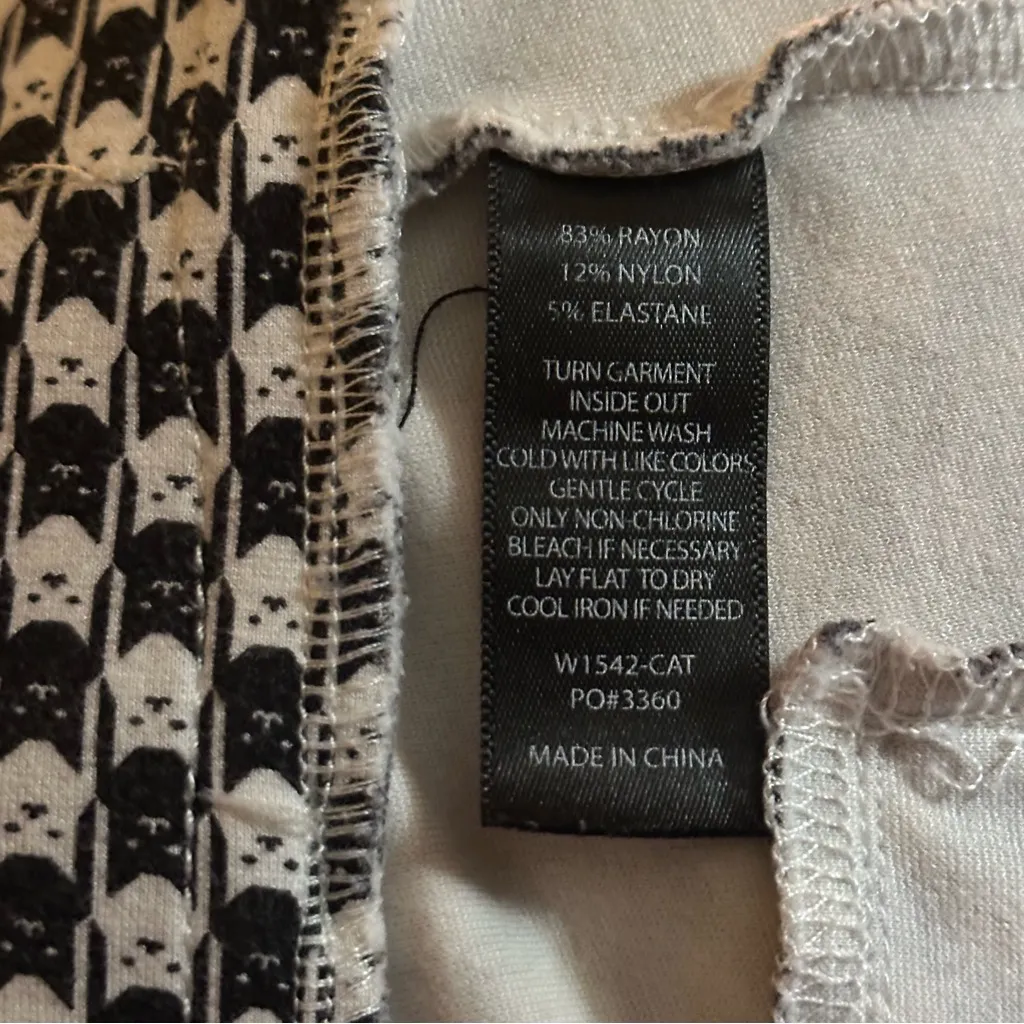 83% RAYON
12% NYLON
5% ELASTANE
TURN GARMENT
INSIDE OUT
MACHINE WASH
COLD WITH LIKE COLORS
GENTLE CYCLE
ONLY NON-CHLORINE
BLEACH IF NECESSARY
LAY FLAT TO DRY
COOL IRON IF NEEDED
W1542-CAT
PO#3360
MADE IN CHINA